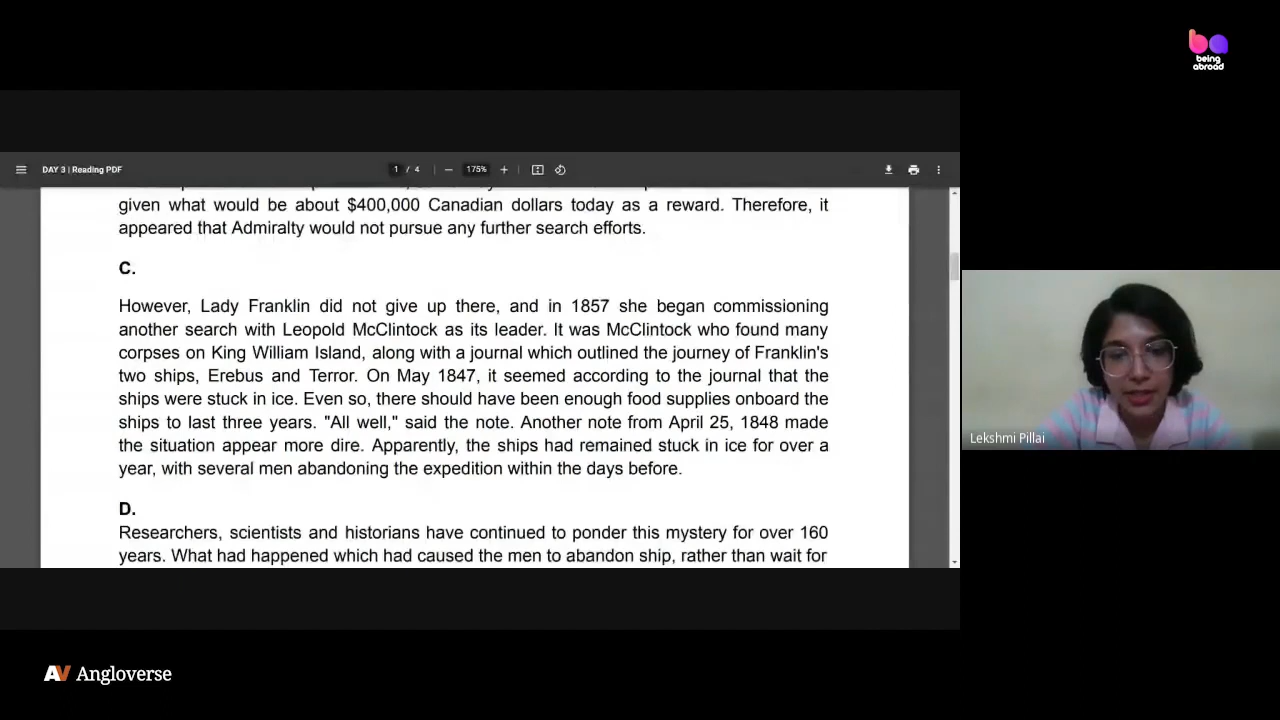 being
abroad
DAY 3 | Reading PDF
1 / 4
175%
given what would be about $400,000 Canadian dollars today as a reward. Therefore, it
appeared that Admiralty would not pursue any further search efforts.
C.
However, Lady Franklin did not give up there, and in 1857 she began commissioning
another search with Leopold McClintock as its leader. It was McClintock who found many
corpses on King William Island, along with a journal which outlined the journey of Franklin's
two ships, Erebus and Terror. On May 1847, it seemed according to the journal that the
ships were stuck in ice. Even so, there should have been enough food supplies onboard the
ships to last three years. "All well," said the note. Another note from April 25, 1848 made
the situation appear more dire. Apparently, the ships had remained stuck in ice for over a
year, with several men abandoning the expedition within the days before.
D.
Researchers, scientists and historians have continued to ponder this mystery for over 160
years. What had happened which had caused the men to abandon ship, rather than wait for
Lekshmi Pillai
AV Angloverse